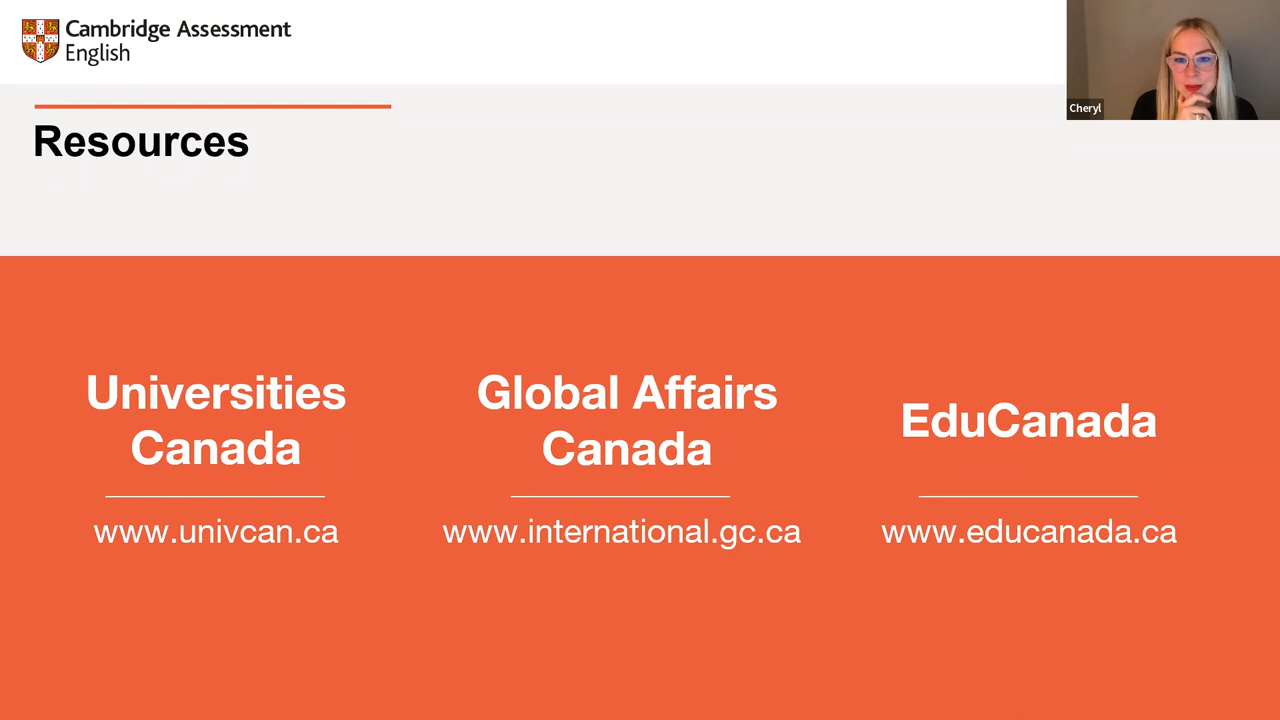 Cambridge Assessment
English
Cheryl
Resources
Universities
Canada
www.univcan.ca
Global Affairs
Canada
www.international.gc.ca
EduCanada
www.educanada.ca